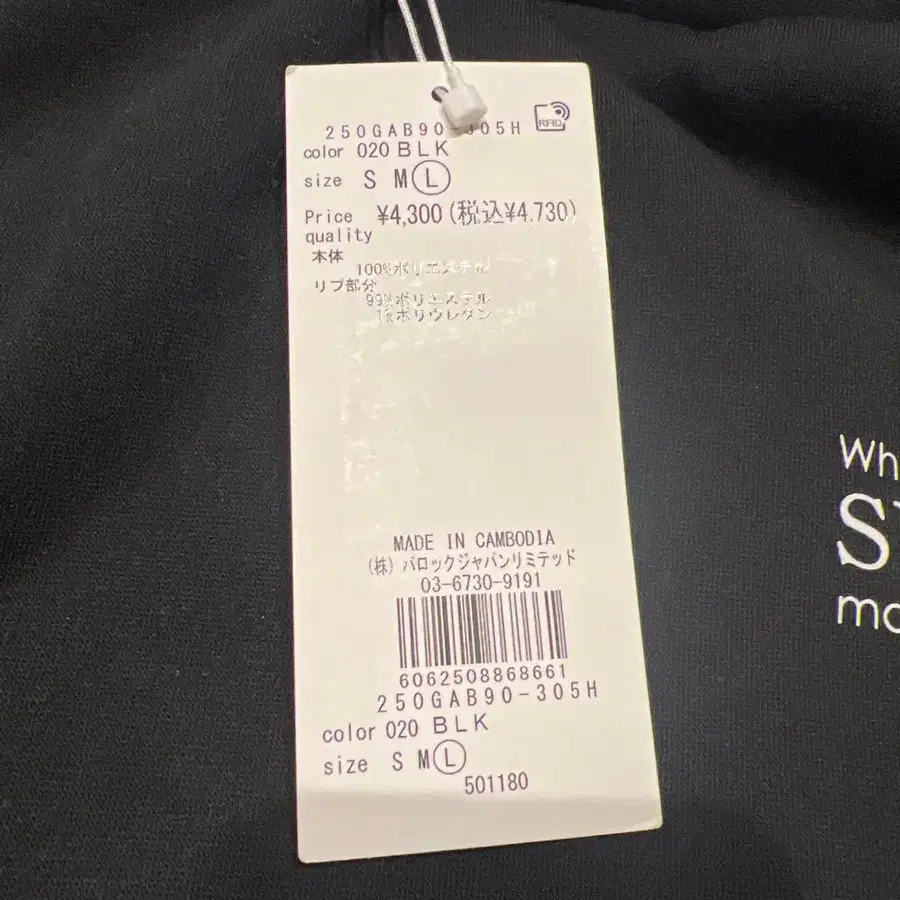 250GAB90-305H
RFID
color 020 BLK
size S M L
Price ¥4,300(税込¥4.730)
quality
本体
100%ポリエステル
リブ部分
99%ポリエステル
1%ポリウレタン
MADE IN CAMBODIA
(株)バロックジャパンリミテッド
03-6730-9191
6062508868661
250GAB90-305H
color 020 BLK
size S M L
501180
Wh
S
mo